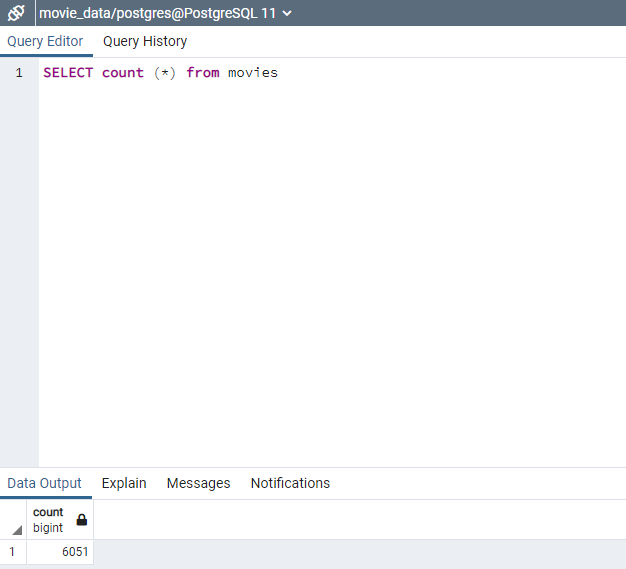 movie_data/postgres@PostgreSQL 11
Query Editor Query History
1 SELECT count (*) from movies
Data Output Explain Messages Notifications
count
bigint
1 6051